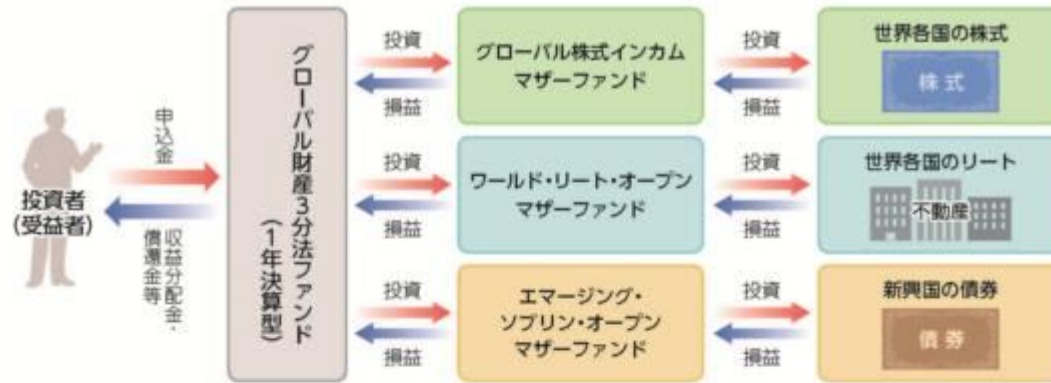 投資者
(受益者)
申込金
収益分配金・
償還金等
グローバル財産3分法ファンド
(1年決算型)
投資
損益
グローバル株式インカム
マザーファンド
投資
損益
世界各国の株式
株式
投資
損益
ワールド・リート・オープン
マザーファンド
投資
損益
世界各国のリート
不動産
投資
損益
エマージング・
ソブリン・オープン
マザーファンド
投資
損益
新興国の債券
債券